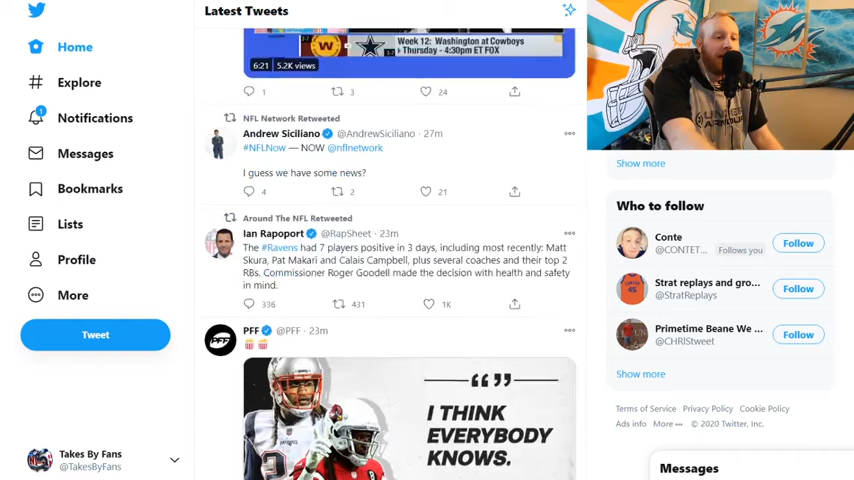 Latest Tweets
Week 12: Washington at Cowboys
Thursday - 4:30pm ET FOX
6:21
5.2K views
1
3
24
NFL Network Retweeted
Andrew Siciliano @AndrewSiciliano · 27m
#NFLNow — NOW @nflnetwork
I guess we have some news?
4
2
21
Around The NFL Retweeted
Ian Rapoport @RapSheet · 23m
The #Ravens had 7 players positive in 3 days, including most recently: Matt
Skura, Pat Makari and Calais Campbell, plus several coaches and their top 2
RBs. Commissioner Roger Goodell made the decision with health and safety
in mind.
336
431
1K
PFF @PFF · 23m
I THINK
EVERYBODY
KNOWS.
Home
Explore
1
Notifications
Messages
Bookmarks
Lists
Profile
More
Tweet
Takes By Fans
@TakesByFans
UNDER
Show more
Who to follow
Conte
@CONTET... Follows you
Follow
Strat replays and gro...
@StratReplays
Follow
Primetime Beane We ...
@CHRIStweet
Follow
Show more
Terms of Service Privacy Policy Cookie Policy
Ads info More··· © 2020 Twitter, Inc.
Messages